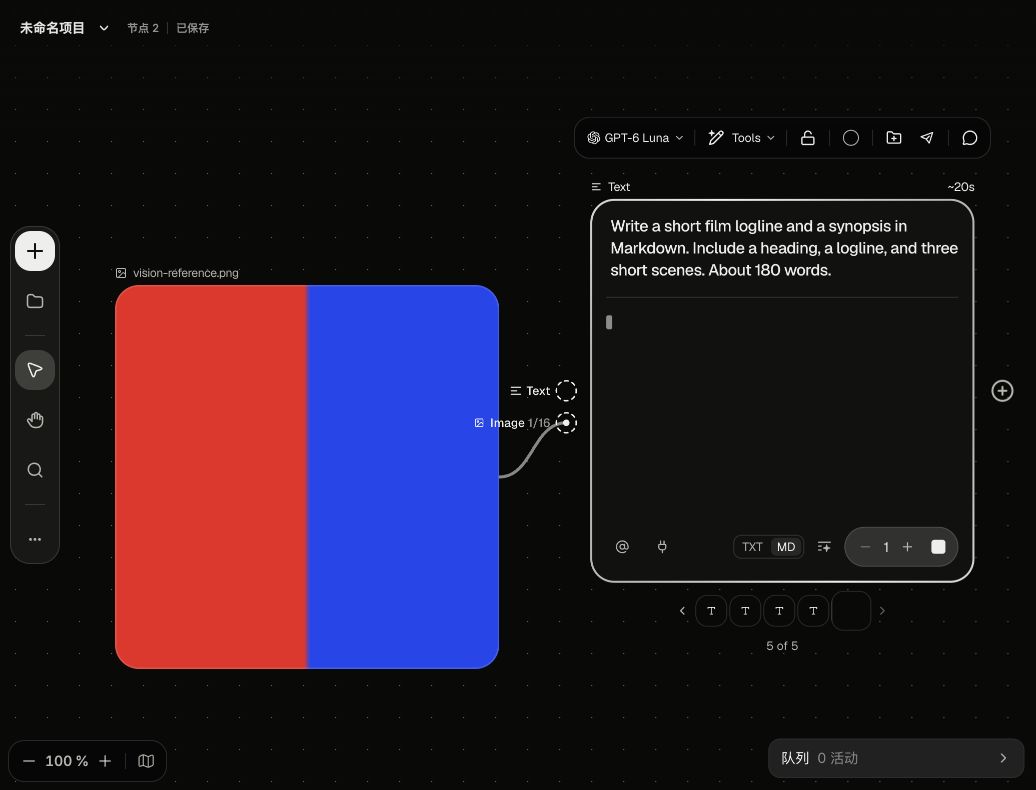 未命名项目
节点 2
已保存
GPT-6 Luna
Tools
Text
~20s
Write a short film logline and a synopsis in
Markdown. Include a heading, a logline, and three
short scenes. About 180 words.
vision-reference.png
Text
Image 1/16
TXT
MD
1
T
T
T
T
5 of 5
100 %
队列 0 活动